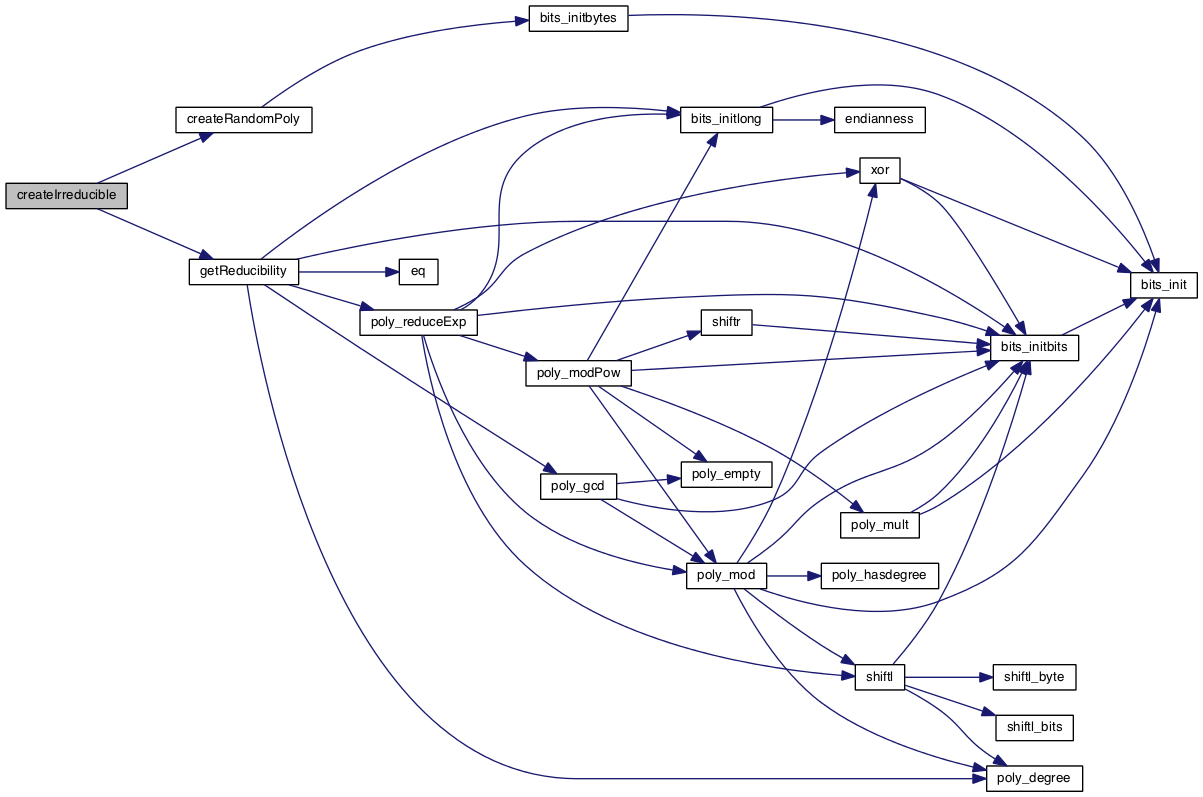 bits_initbytes
createRandomPoly
bits_initlong
endianness
xor
createIrreducible
getReducibility
eq
bits_init
poly_reduceExp
shiftr
bits_initbits
poly_modPow
poly_gcd
poly_empty
poly_mult
poly_mod
poly_hasdegree
shiftl
shiftl_byte
shiftl_bits
poly_degree